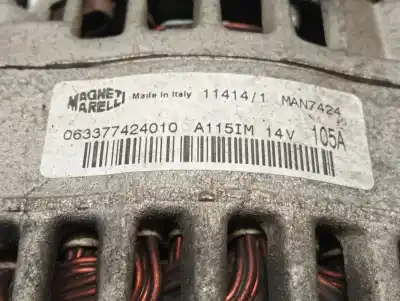 MAGNETI MARELLI Made in Italy 11414/1 MAN7424
063377424010 A115IM 14V 105A